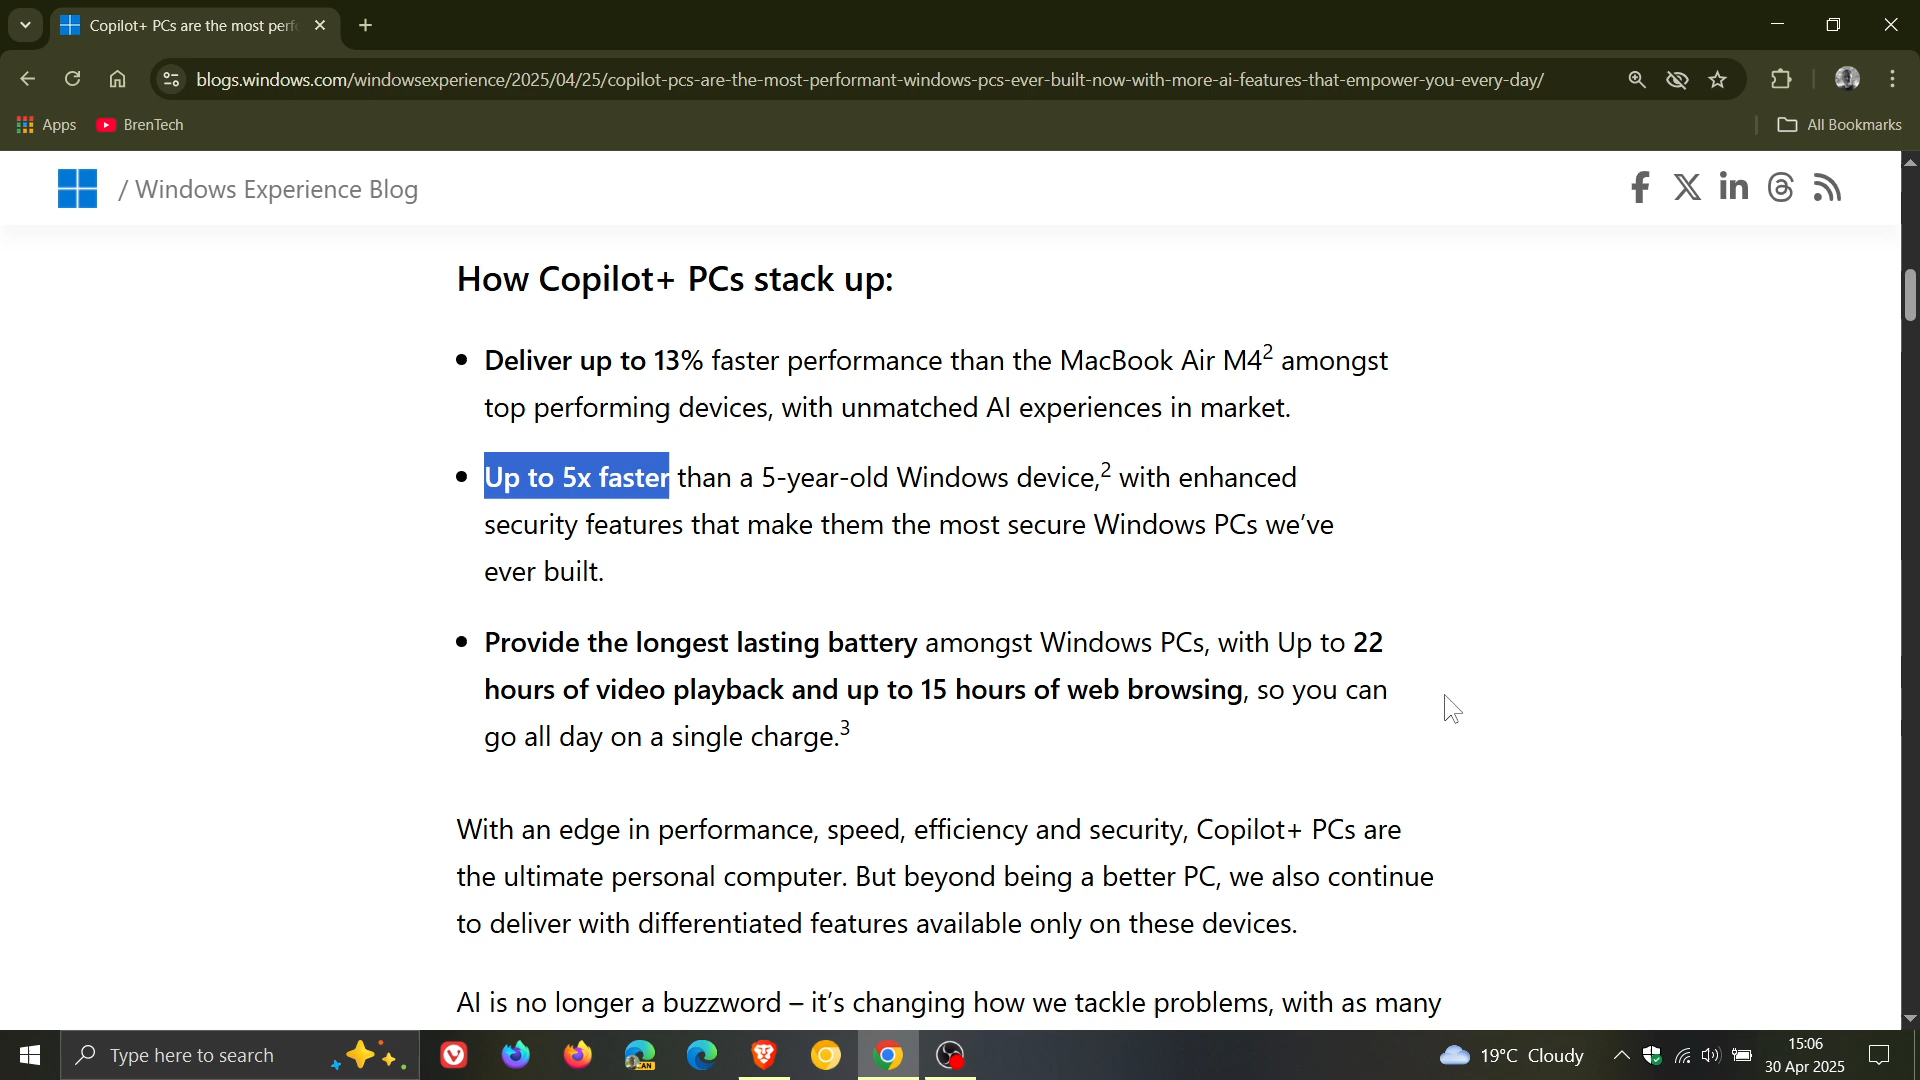 Copilot+ PCs are the most perf
blogs.windows.com/windowsexperience/2025/04/25/copilot-pcs-are-the-most-performant-windows-pcs-ever-built-now-with-more-ai-features-that-empower-you-every-day/
Apps
BrenTech
All Bookmarks
/ Windows Experience Blog
How Copilot+ PCs stack up:
• Deliver up to 13% faster performance than the MacBook Air M4² amongst
top performing devices, with unmatched AI experiences in market.
• Up to 5x faster than a 5-year-old Windows device,² with enhanced
security features that make them the most secure Windows PCs we’ve
ever built.
• Provide the longest lasting battery amongst Windows PCs, with Up to 22
hours of video playback and up to 15 hours of web browsing, so you can
go all day on a single charge.³
With an edge in performance, speed, efficiency and security, Copilot+ PCs are
the ultimate personal computer. But beyond being a better PC, we also continue
to deliver with differentiated features available only on these devices.
AI is no longer a buzzword – it’s changing how we tackle problems, with as many
Type here to search
CAN
19°C Cloudy
15:06
30 Apr 2025